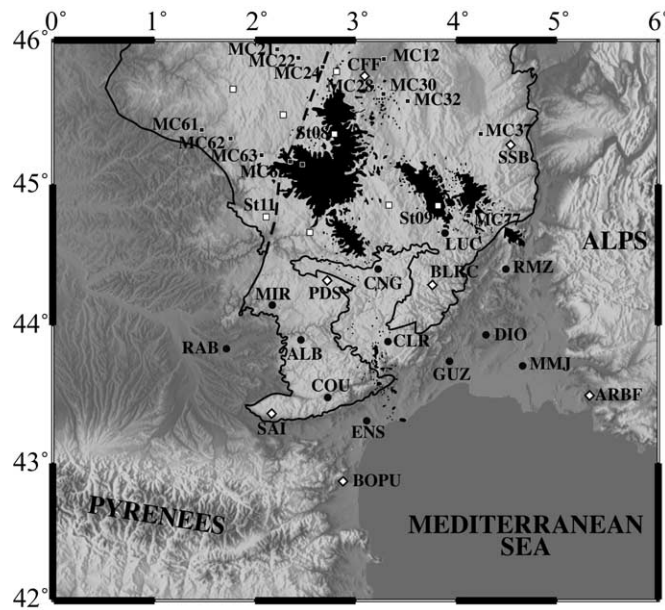 0° 1° 2° 3° 4° 5° 6°
46°
MC21
MC22
MC24
CFF
MC12
MC28
MC30
MC32
MC61
MC62
MC63
St08
MC37
SSB
45°
St11
St09
MC77
LUC
ALPS
CNG
BLKC
RMZ
MIR
PDS
44°
RAB
ALB
CLR
DIO
GUZ
MMJ
COU
ARBF
SAI
ENS
43°
BOPU
PYRENEES
MEDITERRANEAN
SEA
42°